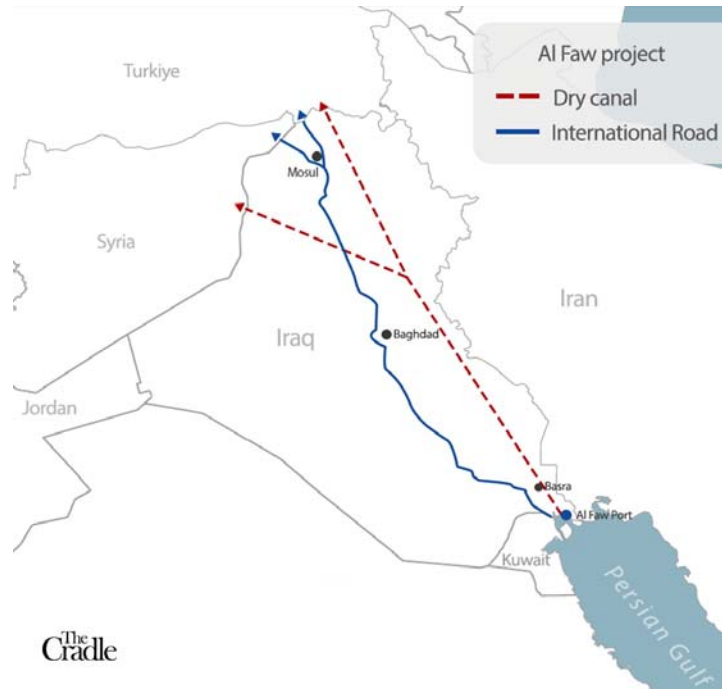 Al Faw project
Dry canal
International Road
Turkiye
Mosul
Syria
Iran
Baghdad
Iraq
Jordan
Basra
Al Faw Port
Kuwait
Persian Gulf
The
Cradle